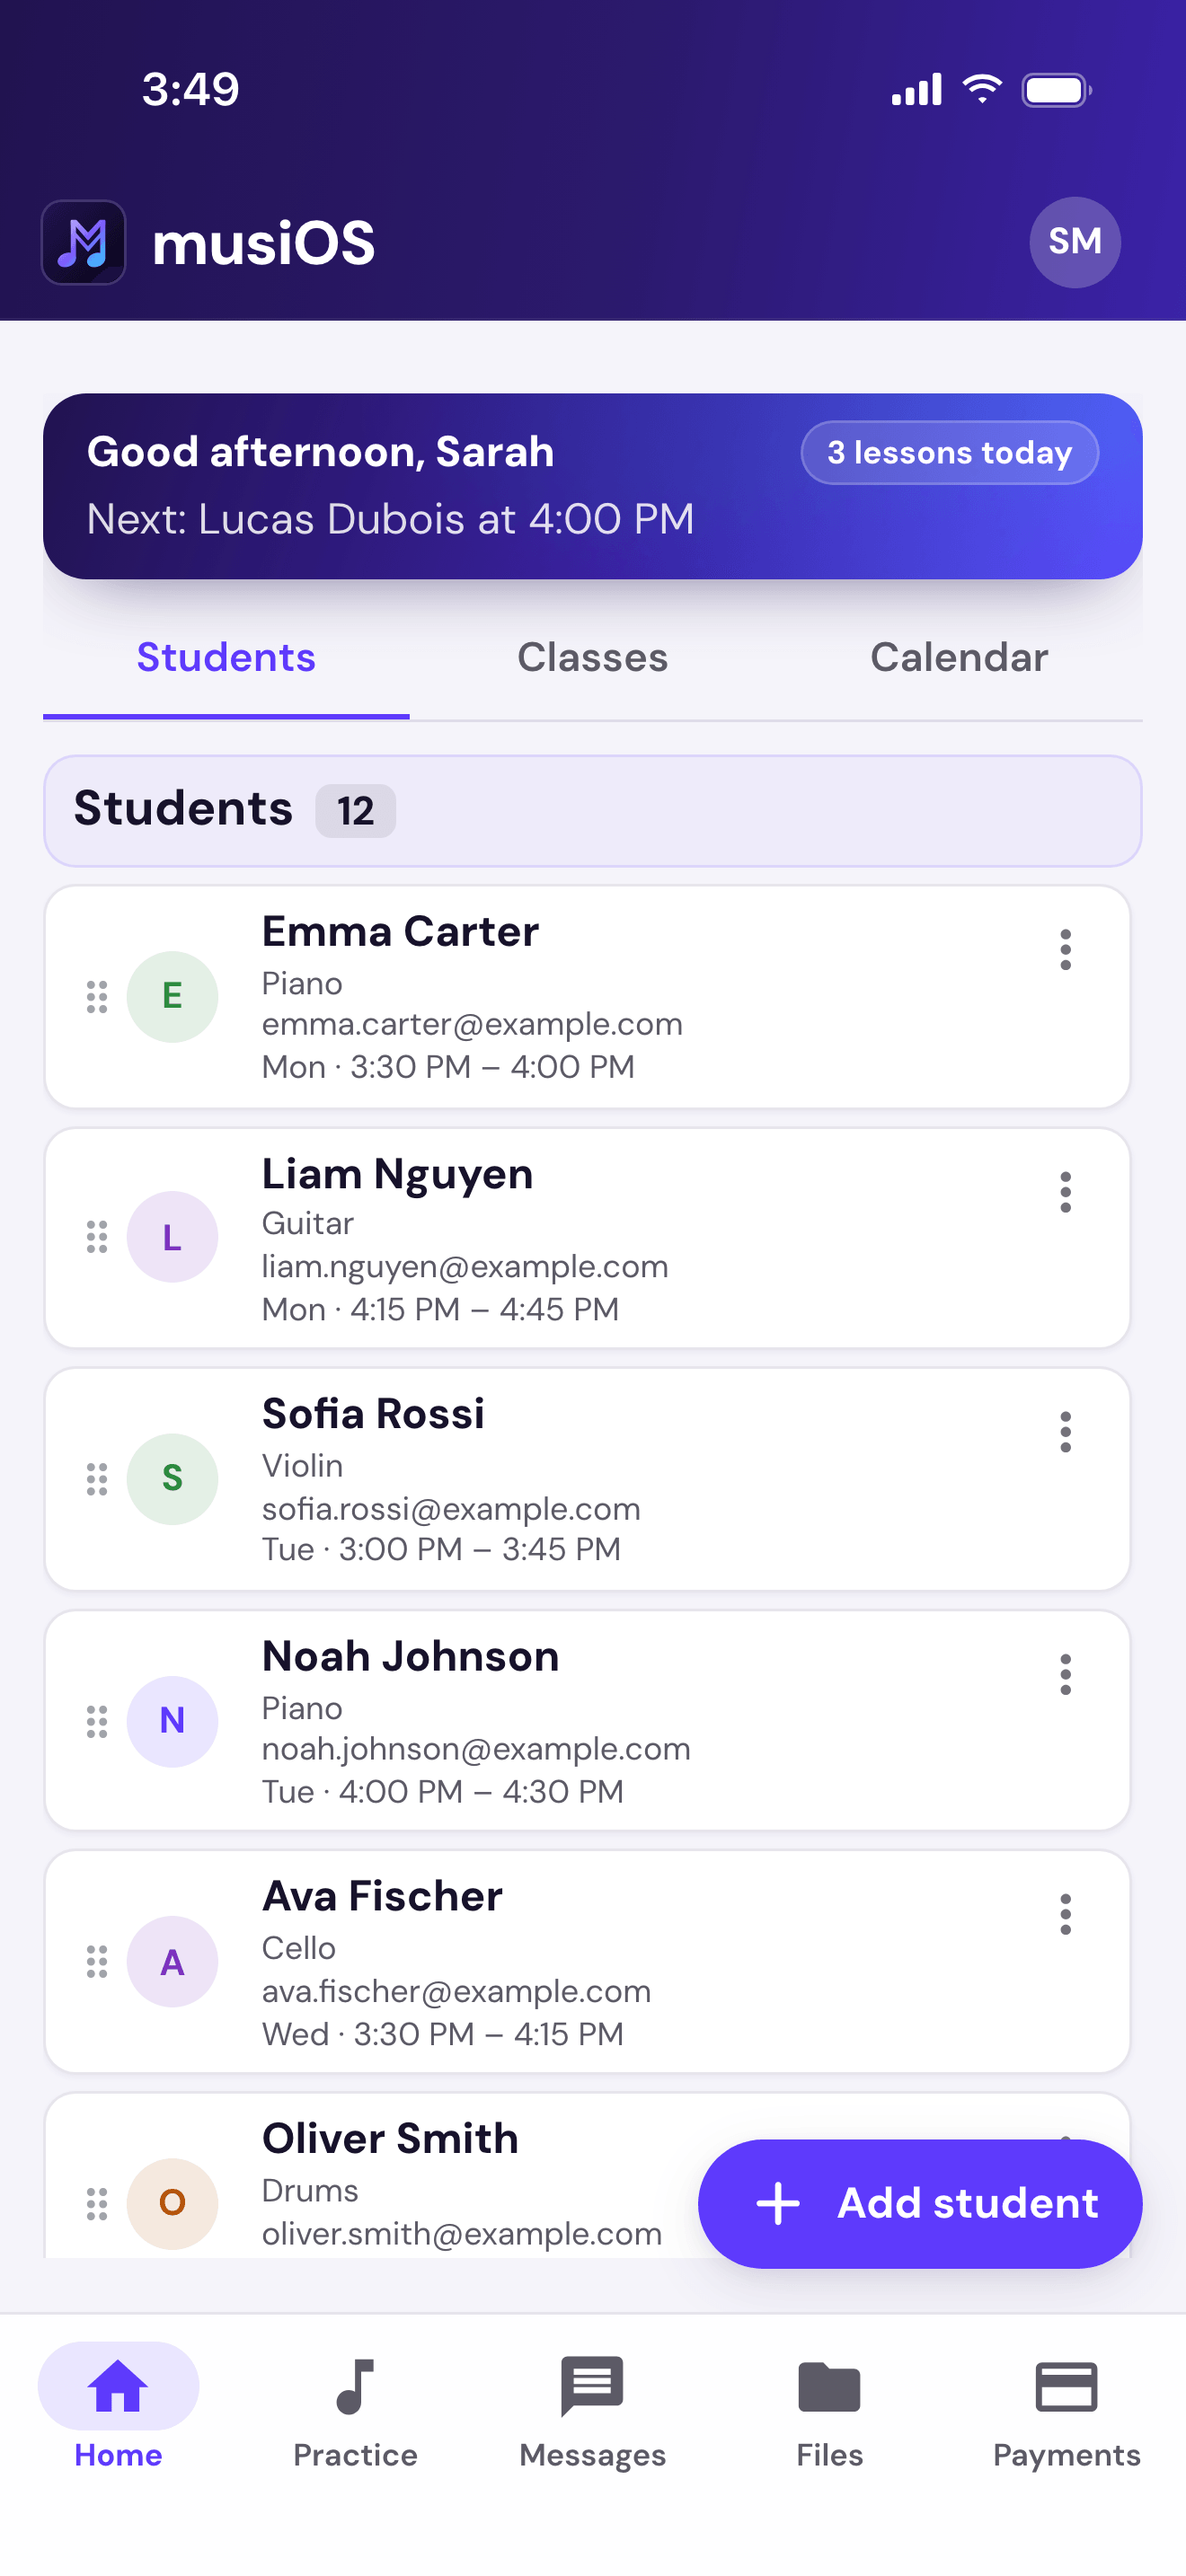 3:49
musiOS
SM
Good afternoon, Sarah
3 lessons today
Next: Lucas Dubois at 4:00 PM
Students
Classes
Calendar
Students 12
Emma Carter
E
Piano
emma.carter@example.com
Mon · 3:30 PM – 4:00 PM
Liam Nguyen
L
Guitar
liam.nguyen@example.com
Mon · 4:15 PM – 4:45 PM
Sofia Rossi
S
Violin
sofia.rossi@example.com
Tue · 3:00 PM – 3:45 PM
Noah Johnson
N
Piano
noah.johnson@example.com
Tue · 4:00 PM – 4:30 PM
Ava Fischer
A
Cello
ava.fischer@example.com
Wed · 3:30 PM – 4:15 PM
Oliver Smith
O
Drums
oliver.smith@example.com
Add student
Home
Practice
Messages
Files
Payments